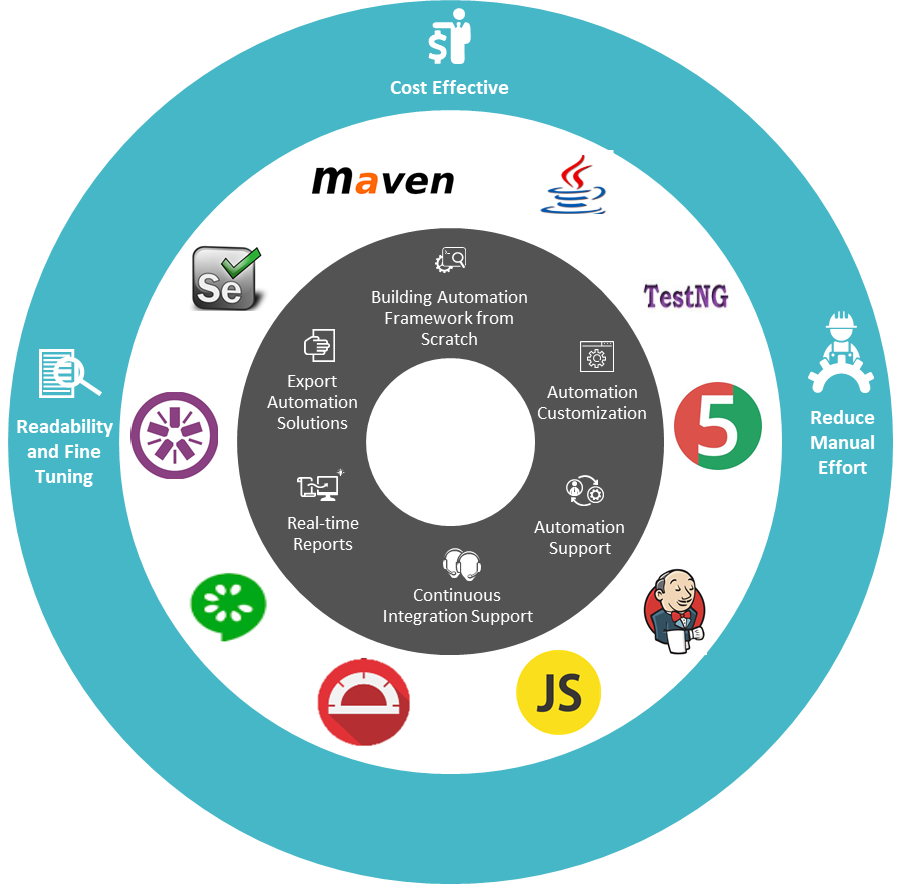 $
Cost Effective
maven
TestNG
Se
Building Automation
Framework from
Scratch
Export
Automation
Solutions
Automation
Customization
5
Readability
and Fine
Tuning
Reduce
Manual
Effort
Real-time
Reports
Automation
Support
Continuous
Integration Support
JS